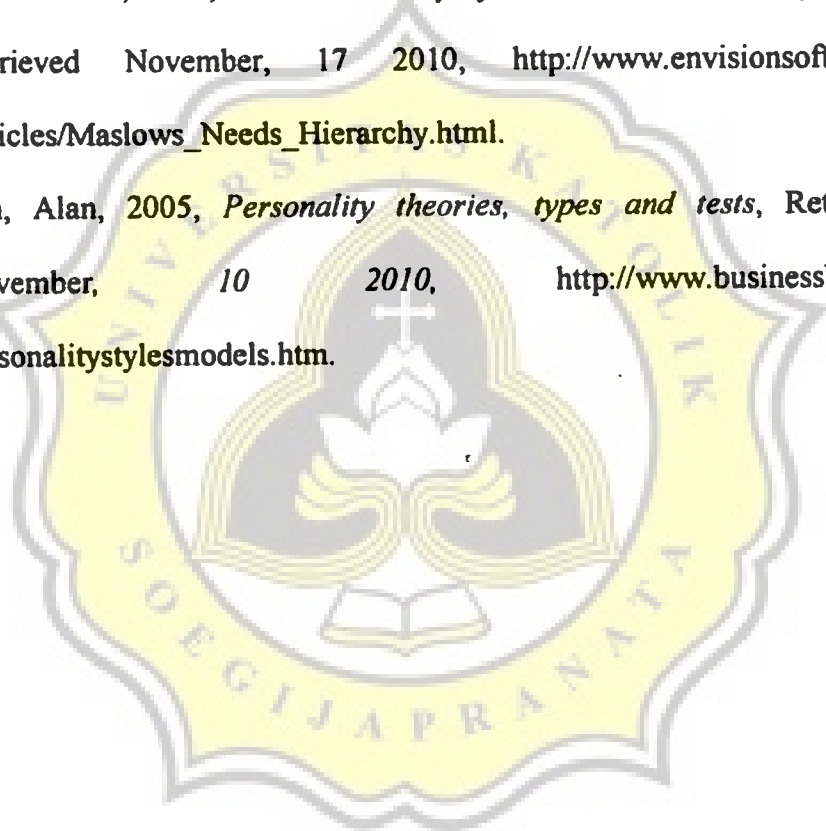 rieved November, 17 2010, http://www.envisionsoft
icles/Maslows_Needs_Hierarchy.html.
, Alan, 2005, Personality theories, types and tests, Ret
vember, 10 2010, http://www.business
sonalitystylesmodels.htm.
UNIVERSITAS KATOLIK
SOEGIJAPRANATA